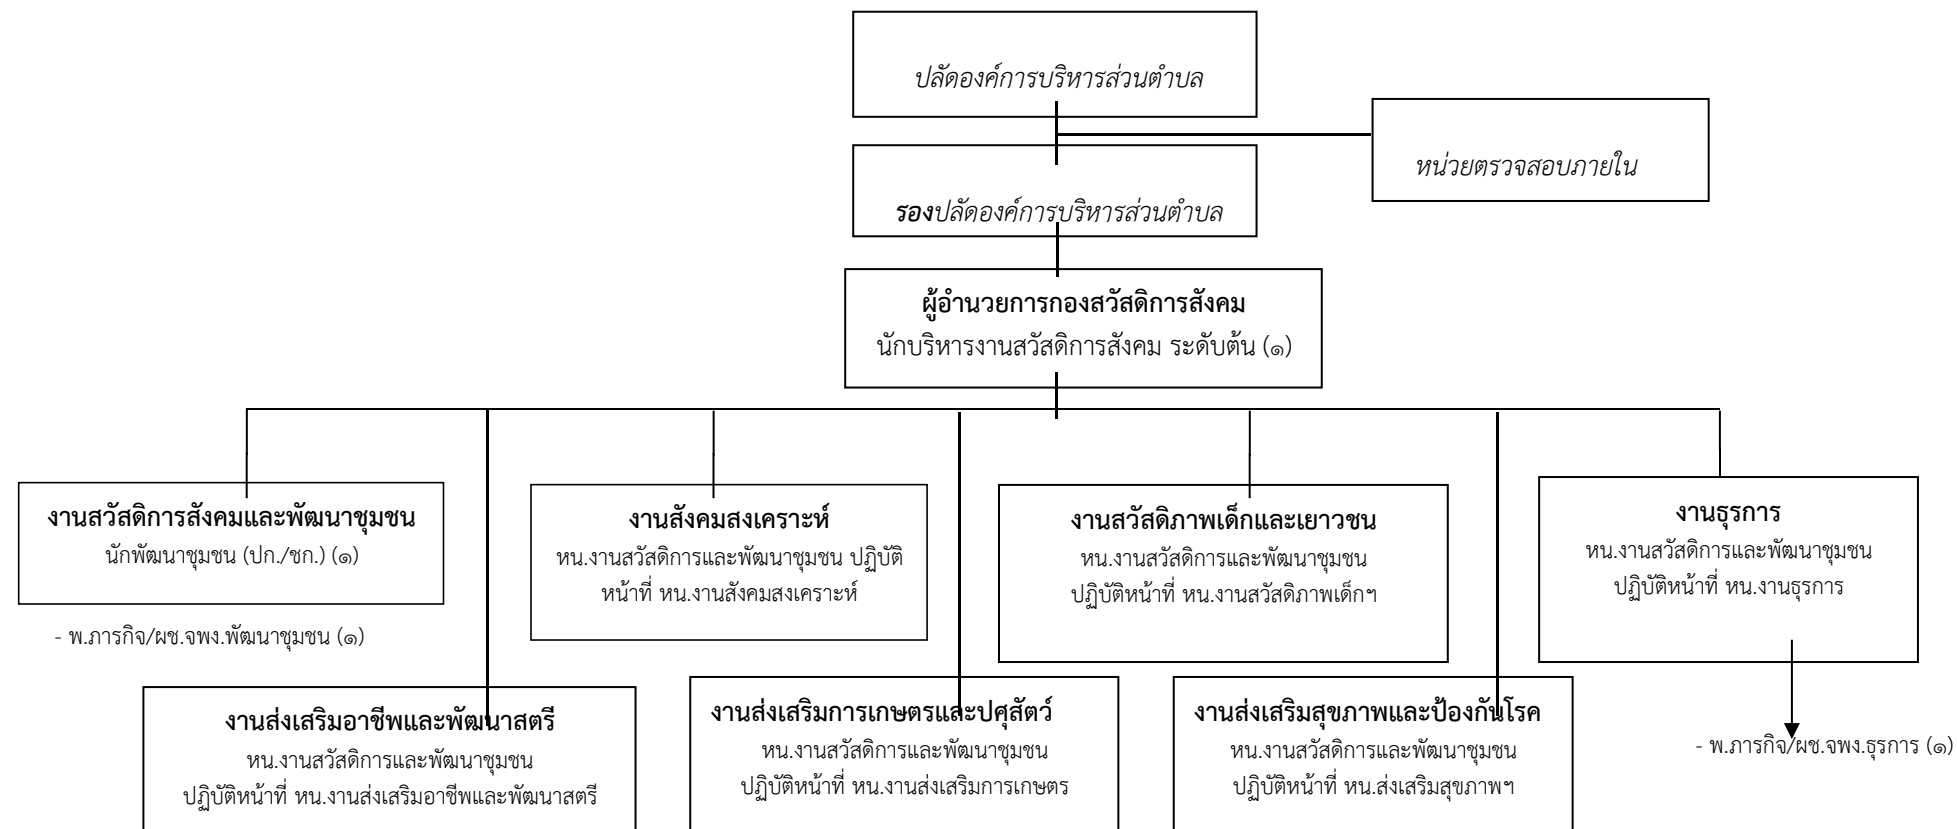 ปลัดองค์การบริหารส่วนตำบล
หน่วยตรวจสอบภายใน
รองปลัดองค์การบริหารส่วนตำบล
ผู้อำนวยการกองสวัสดิการสังคม
นักบริหารงานสวัสดิการสังคม ระดับต้น (๑)
งานสวัสดิการสังคมและพัฒนาชุมชน
นักพัฒนาชุมชน (ปก./ชก.) (๑)
- พ.ภารกิจ/ผช.จพง.พัฒนาชุมชน (๑)
งานสังคมสงเคราะห์
หน.งานสวัสดิการและพัฒนาชุมชน ปฏิบัติ
หน้าที่ หน.งานสังคมสงเคราะห์
งานสวัสดิภาพเด็กและเยาวชน
หน.งานสวัสดิการและพัฒนาชุมชน
ปฏิบัติหน้าที่ หน.งานสวัสดิภาพเด็กฯ
งานธุรการ
หน.งานสวัสดิการและพัฒนาชุมชน
ปฏิบัติหน้าที่ หน.งานธุรการ
งานส่งเสริมอาชีพและพัฒนาสตรี
หน.งานสวัสดิการและพัฒนาชุมชน
ปฏิบัติหน้าที่ หน.งานส่งเสริมอาชีพและพัฒนาสตรี
งานส่งเสริมการเกษตรและปศุสัตว์
หน.งานสวัสดิการและพัฒนาชุมชน
ปฏิบัติหน้าที่ หน.งานส่งเสริมการเกษตร
งานส่งเสริมสุขภาพและป้องกันโรค
หน.งานสวัสดิการและพัฒนาชุมชน
ปฏิบัติหน้าที่ หน.ส่งเสริมสุขภาพฯ
- พ.ภารกิจ/ผช.จพง.ธุรการ (๑)